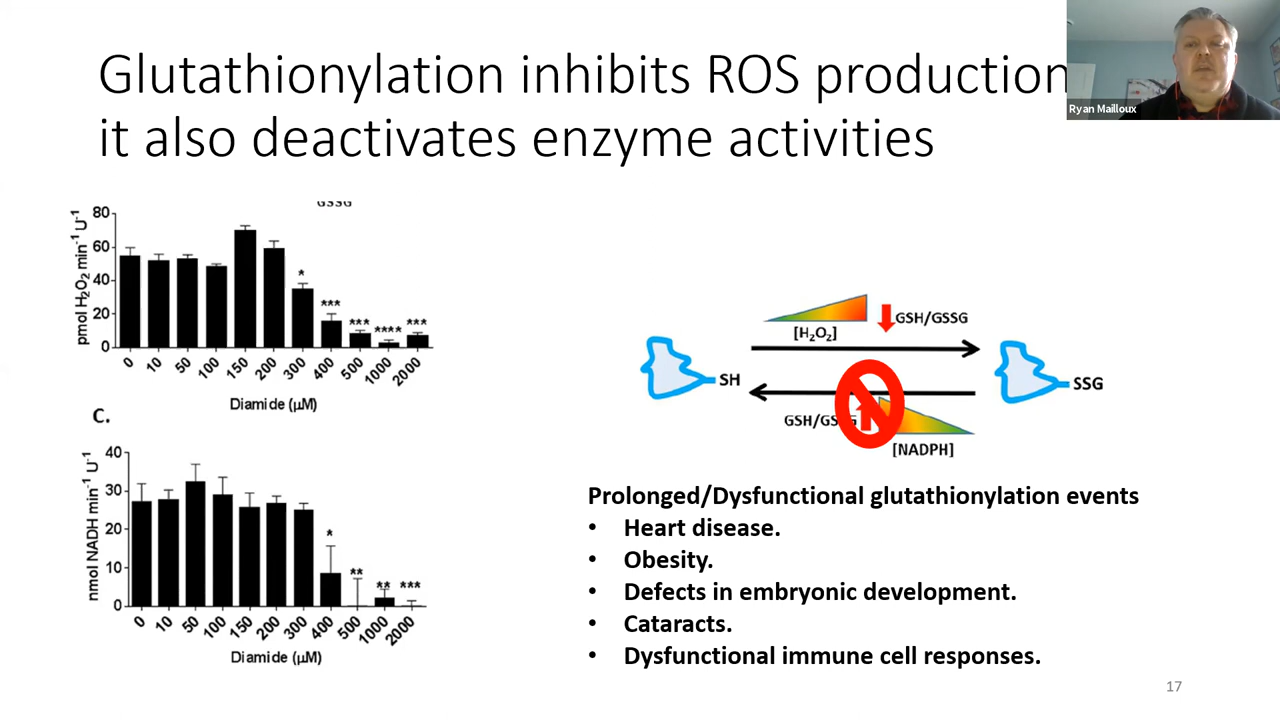 Glutathionylation inhibits ROS production
it also deactivates enzyme activities
Ryan Mailloux
GSSG
pmol H₂O₂ min⁻¹ U⁻¹
80
60
40
20
0
*
***
***
****
***
0 10 50 100 150 200 300 400 500 1000 2000
Diamide (µM)
C.
nmol NADH min⁻¹ U⁻¹
40
30
20
10
0
*
**
**
***
0 10 50 100 150 200 300 400 500 1000 2000
Diamide (µM)
[H₂O₂]
GSH/GSSG
SH
SSG
GSH/GSSG
[NADPH]
Prolonged/Dysfunctional glutathionylation events
• Heart disease.
• Obesity.
• Defects in embryonic development.
• Cataracts.
• Dysfunctional immune cell responses.
17